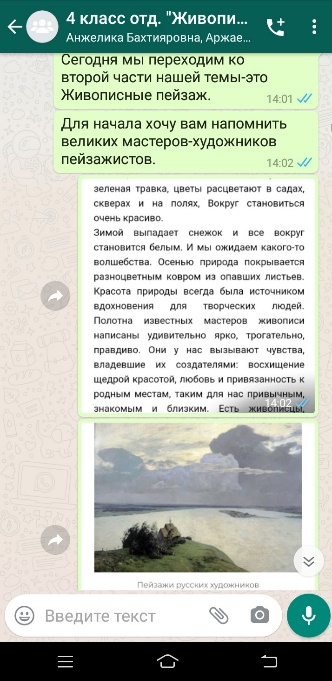 4 класс отд. "Живопи...
Анжелика Бахтияровна, Аржае...
Сегодня мы переходим ко
второй части нашей темы-это
Живописные пейзаж.
14:01
Для начала хочу вам напомнить
великих мастеров-художников
пейзажистов.
14:02
зеленая травка, цветы расцветают в садах,
скверах и на полях, Вокруг становиться
очень красиво.
Зимой выпадает снежок и все вокруг
становится белым. И мы ожидаем какого-то
волшебства. Осенью природа покрывается
разноцветным ковром из опавших листьев.
Красота природы всегда была источником
вдохновения для творческих людей.
Полотна известных мастеров живописи
написаны удивительно ярко, трогательно,
правдиво. Они у нас вызывают чувства,
владевшие их создателями: восхищение
щедрой красотой, любовь и привязанность к
родным местам, таким для нас привычным,
знакомым и близким. Есть живописцы,
14:02
Пейзажи русских художников
Введите текст